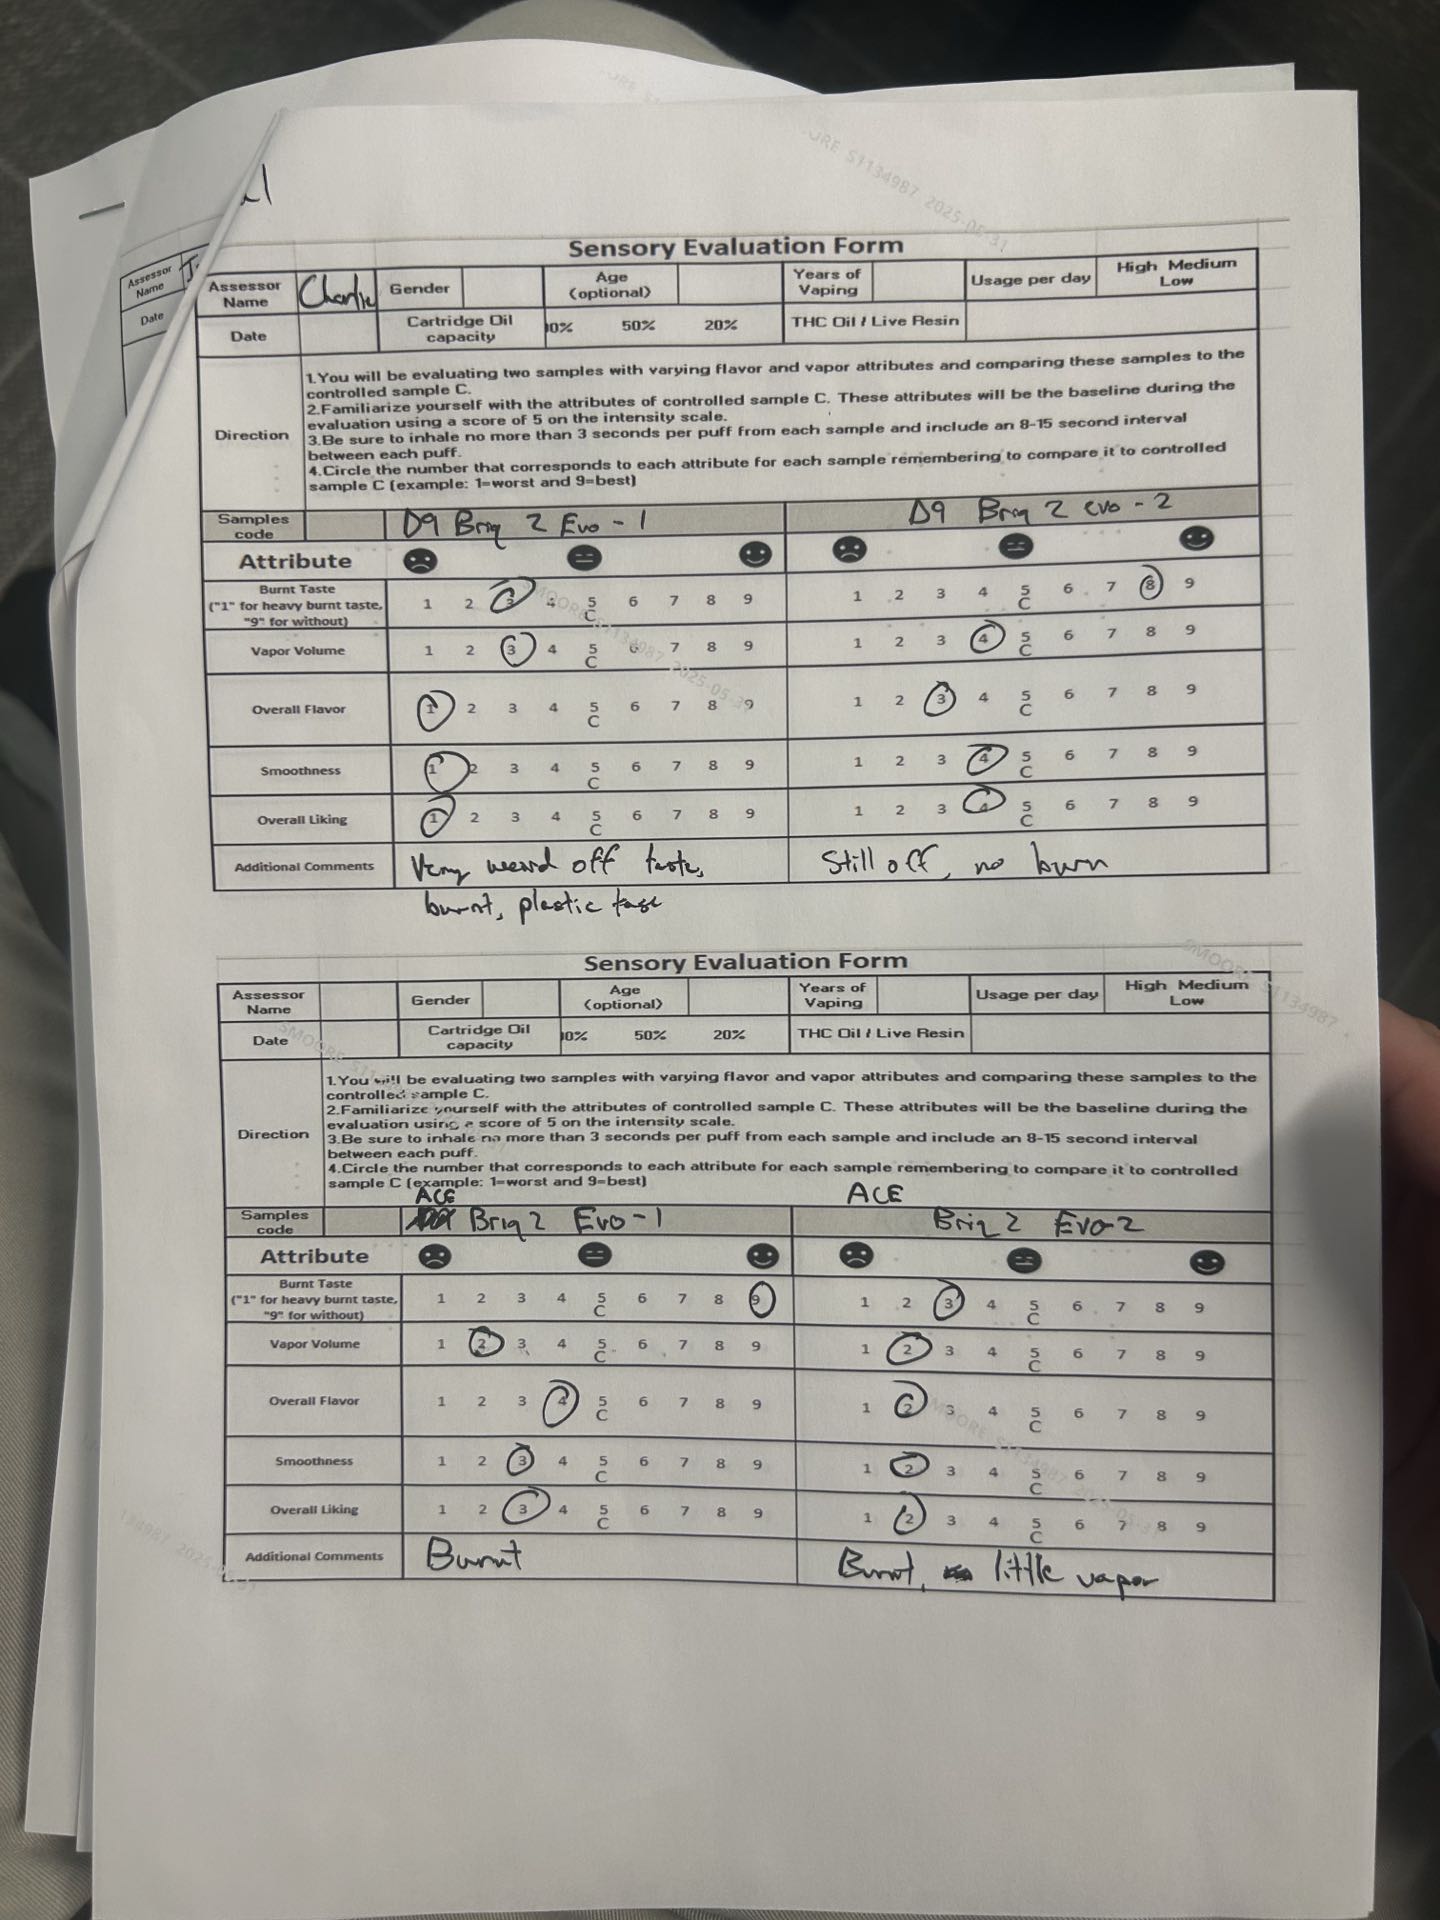 ORE S1134987 2025-05-31
Sensory Evaluation Form
Assessor Name Charlie Gender Age (optional) Years of Vaping Usage per day High Medium Low
Date Cartridge Oil capacity 00% 50% 20% THC Oil / Live Resin
Direction
1.You will be evaluating two samples with varying flavor and vapor attributes and comparing these samples to the
controlled sample C.
2.Familiarize yourself with the attributes of controlled sample C. These attributes will be the baseline during the
evaluation using a score of 5 on the intensity scale.
3.Be sure to inhale no more than 3 seconds per puff from each sample and include an 8-15 second interval
between each puff.
4.Circle the number that corresponds to each attribute for each sample remembering to compare it to controlled
sample C (example: 1=worst and 9=best)
Samples code D9 Briq 2 Evo - 1 D9 Briq 2 evo - 2
Attribute
Burnt Taste
("1" for heavy burnt taste, 1 2 3 4 5 6 7 8 9 1 2 3 4 5 6 7 8 9
"9" for without) C C
Vapor Volume 1 2 3 4 5 6 7 8 9 1 2 3 4 5 6 7 8 9
C C
Overall Flavor 1 2 3 4 5 6 7 8 9 1 2 3 4 5 6 7 8 9
C C
Smoothness 1 2 3 4 5 6 7 8 9 1 2 3 4 5 6 7 8 9
C C
Overall Liking 1 2 3 4 5 6 7 8 9 1 2 3 4 5 6 7 8 9
C C
Additional Comments Very weird off taste, Still off, no burn
burnt, plastic taste
Sensory Evaluation Form
Assessor Name Gender Age (optional) Years of Vaping Usage per day High Medium Low
Date Cartridge Oil capacity 00% 50% 20% THC Oil / Live Resin
Direction
1.You will be evaluating two samples with varying flavor and vapor attributes and comparing these samples to the
controlled sample C.
2.Familiarize yourself with the attributes of controlled sample C. These attributes will be the baseline during the
evaluation using a score of 5 on the intensity scale.
3.Be sure to inhale no more than 3 seconds per puff from each sample and include an 8-15 second interval
between each puff.
4.Circle the number that corresponds to each attribute for each sample remembering to compare it to controlled
sample C (example: 1=worst and 9=best)
ACE ACE
Samples code Briq 2 Evo - 1 Briq 2 Evo-2
Attribute
Burnt Taste
("1" for heavy burnt taste, 1 2 3 4 5 6 7 8 9 1 2 3 4 5 6 7 8 9
"9" for without) C C
Vapor Volume 1 2 3 4 5 6 7 8 9 1 2 3 4 5 6 7 8 9
C C
Overall Flavor 1 2 3 4 5 6 7 8 9 1 2 3 4 5 6 7 8 9
C C
Smoothness 1 2 3 4 5 6 7 8 9 1 2 3 4 5 6 7 8 9
C C
Overall Liking 1 2 3 4 5 6 7 8 9 1 2 3 4 5 6 7 8 9
C C
Additional Comments Burnt Burnt, little vapor